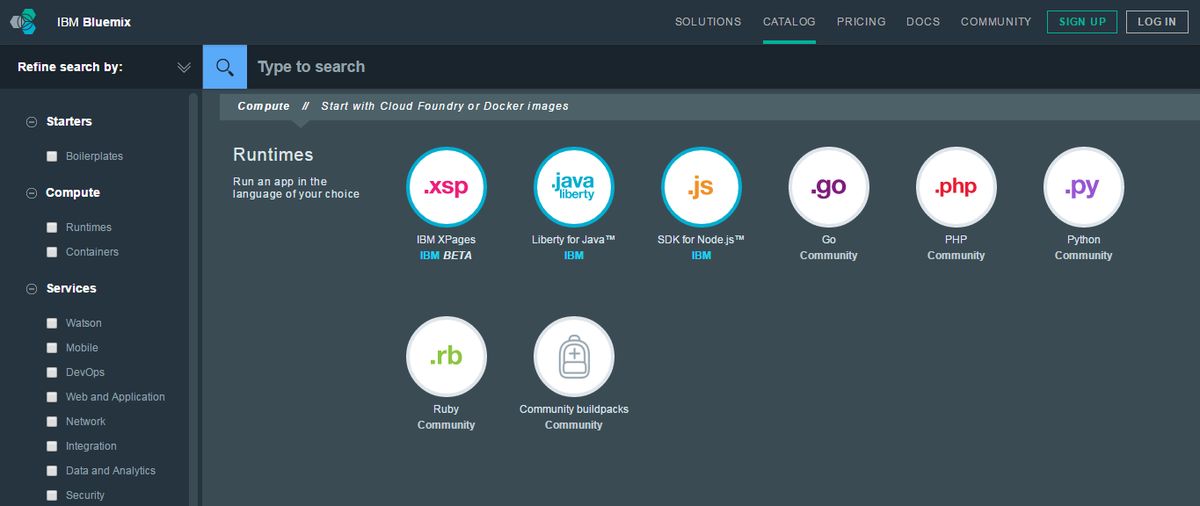 IBM Bluemix
SOLUTIONS CATALOG PRICING DOCS COMMUNITY SIGN UP LOG IN
Refine search by:
Type to search
Compute // Start with Cloud Foundry or Docker images
Starters
Boilerplates
Compute
Runtimes
Containers
Services
Watson
Mobile
DevOps
Web and Application
Network
Integration
Data and Analytics
Security
Runtimes
Run an app in the
language of your choice
.xsp
IBM XPages
IBM BETA
.java
liberty
Liberty for Java™
IBM
.js
SDK for Node.js™
IBM
.go
Go
Community
.php
PHP
Community
.py
Python
Community
.rb
Ruby
Community
Community buildpacks
Community